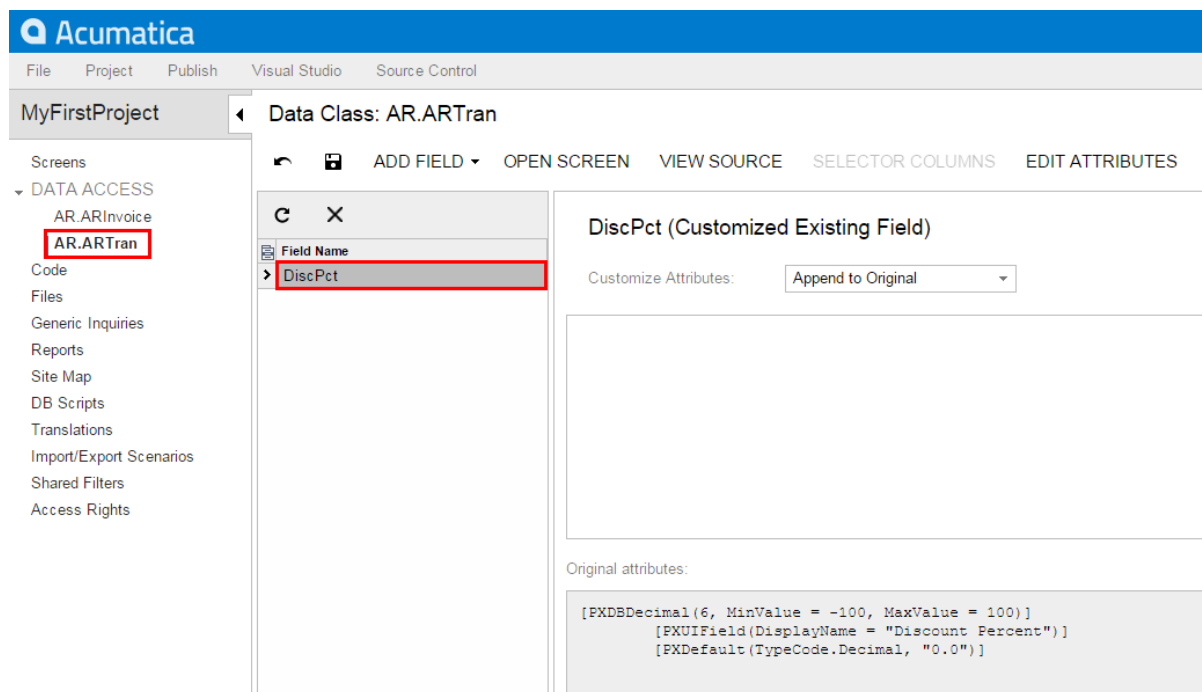 Acumatica
File Project Publish Visual Studio Source Control
MyFirstProject
Data Class: AR.ARTran
Screens
DATA ACCESS
AR.ARInvoice
AR.ARTran
Code
Files
Generic Inquiries
Reports
Site Map
DB Scripts
Translations
Import/Export Scenarios
Shared Filters
Access Rights
ADD FIELD OPEN SCREEN VIEW SOURCE SELECTOR COLUMNS EDIT ATTRIBUTES
Field Name
DiscPct
DiscPct (Customized Existing Field)
Customize Attributes: Append to Original
Original attributes:
[PXDBDecimal(6, MinValue = -100, MaxValue = 100)]
[PXUIField(DisplayName = "Discount Percent")]
[PXDefault(TypeCode.Decimal, "0.0")]